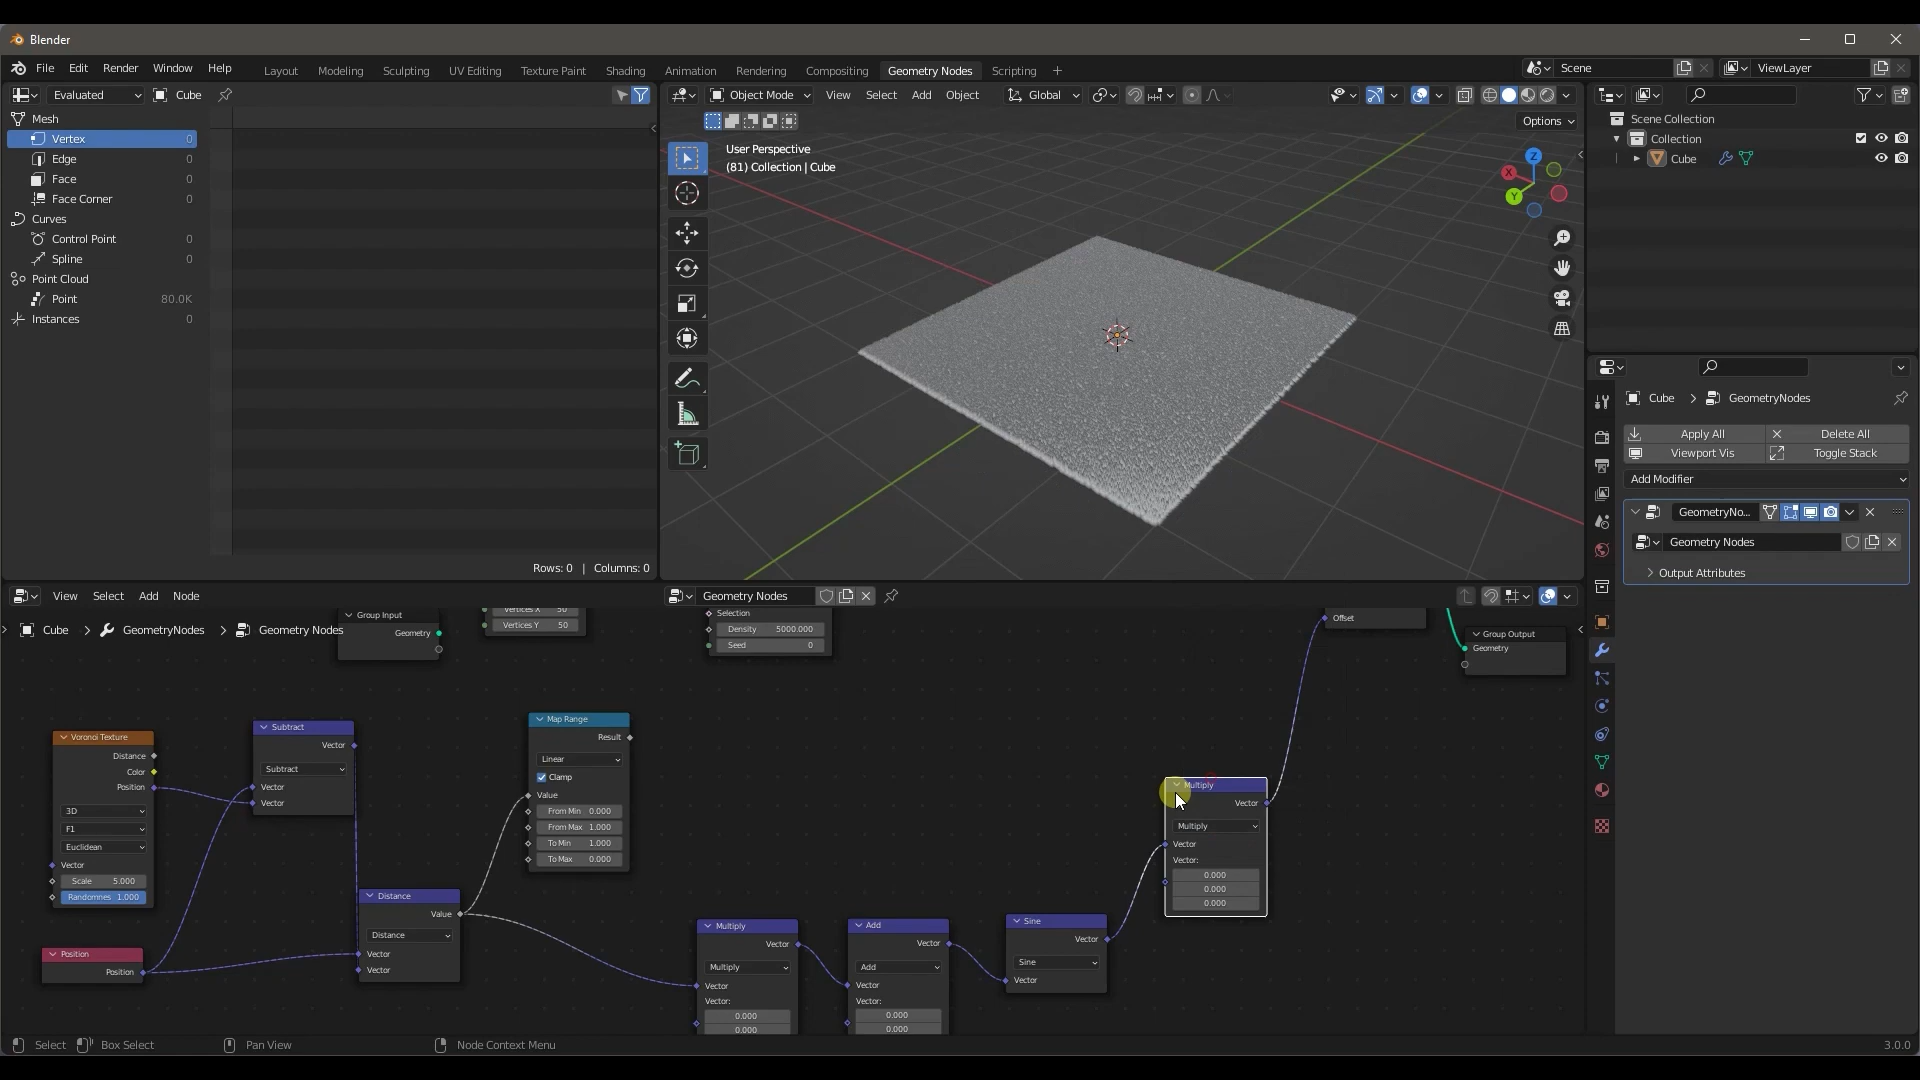 Blender
File Edit Render Window Help
Layout Modeling Sculpting UV Editing Texture Paint Shading Animation Rendering Compositing Geometry Nodes Scripting
Scene
ViewLayer
Evaluated
Cube
Mesh
Vertex 0
Edge 0
Face 0
Face Corner 0
Curves
Control Point 0
Spline 0
Point Cloud
Point 80.0K
Instances 0
Rows: 0 | Columns: 0
Object Mode View Select Add Object Global
Options
User Perspective
(81) Collection | Cube
X
Y
Z
Scene Collection
Collection
Cube
Cube > GeometryNodes
Apply All
Delete All
Viewport Vis
Toggle Stack
Add Modifier
GeometryNo...
Geometry Nodes
Output Attributes
View Select Add Node
Geometry Nodes
Cube > GeometryNodes > Geometry Nodes
Group Input
Geometry
Vertices X 50
Vertices Y 50
Selection
Density 5000.000
Seed 0
Offset
Group Output
Geometry
Voronoi Texture
Distance
Color
Position
3D
F1
Euclidean
Vector
Scale 5.000
Randomnes 1.000
Position
Position
Subtract
Vector
Subtract
Vector
Vector
Distance
Value
Distance
Vector
Vector
Map Range
Result
Linear
Clamp
Value
From Min 0.000
From Max 1.000
To Min 1.000
To Max 0.000
Multiply
Vector
Multiply
Vector
Vector:
0.000
0.000
Add
Vector
Add
Vector
Vector:
0.000
0.000
Sine
Vector
Sine
Vector
Multiply
Vector
Multiply
Vector
Vector:
0.000
0.000
0.000
Select
Box Select
Pan View
Node Context Menu
3.0.0